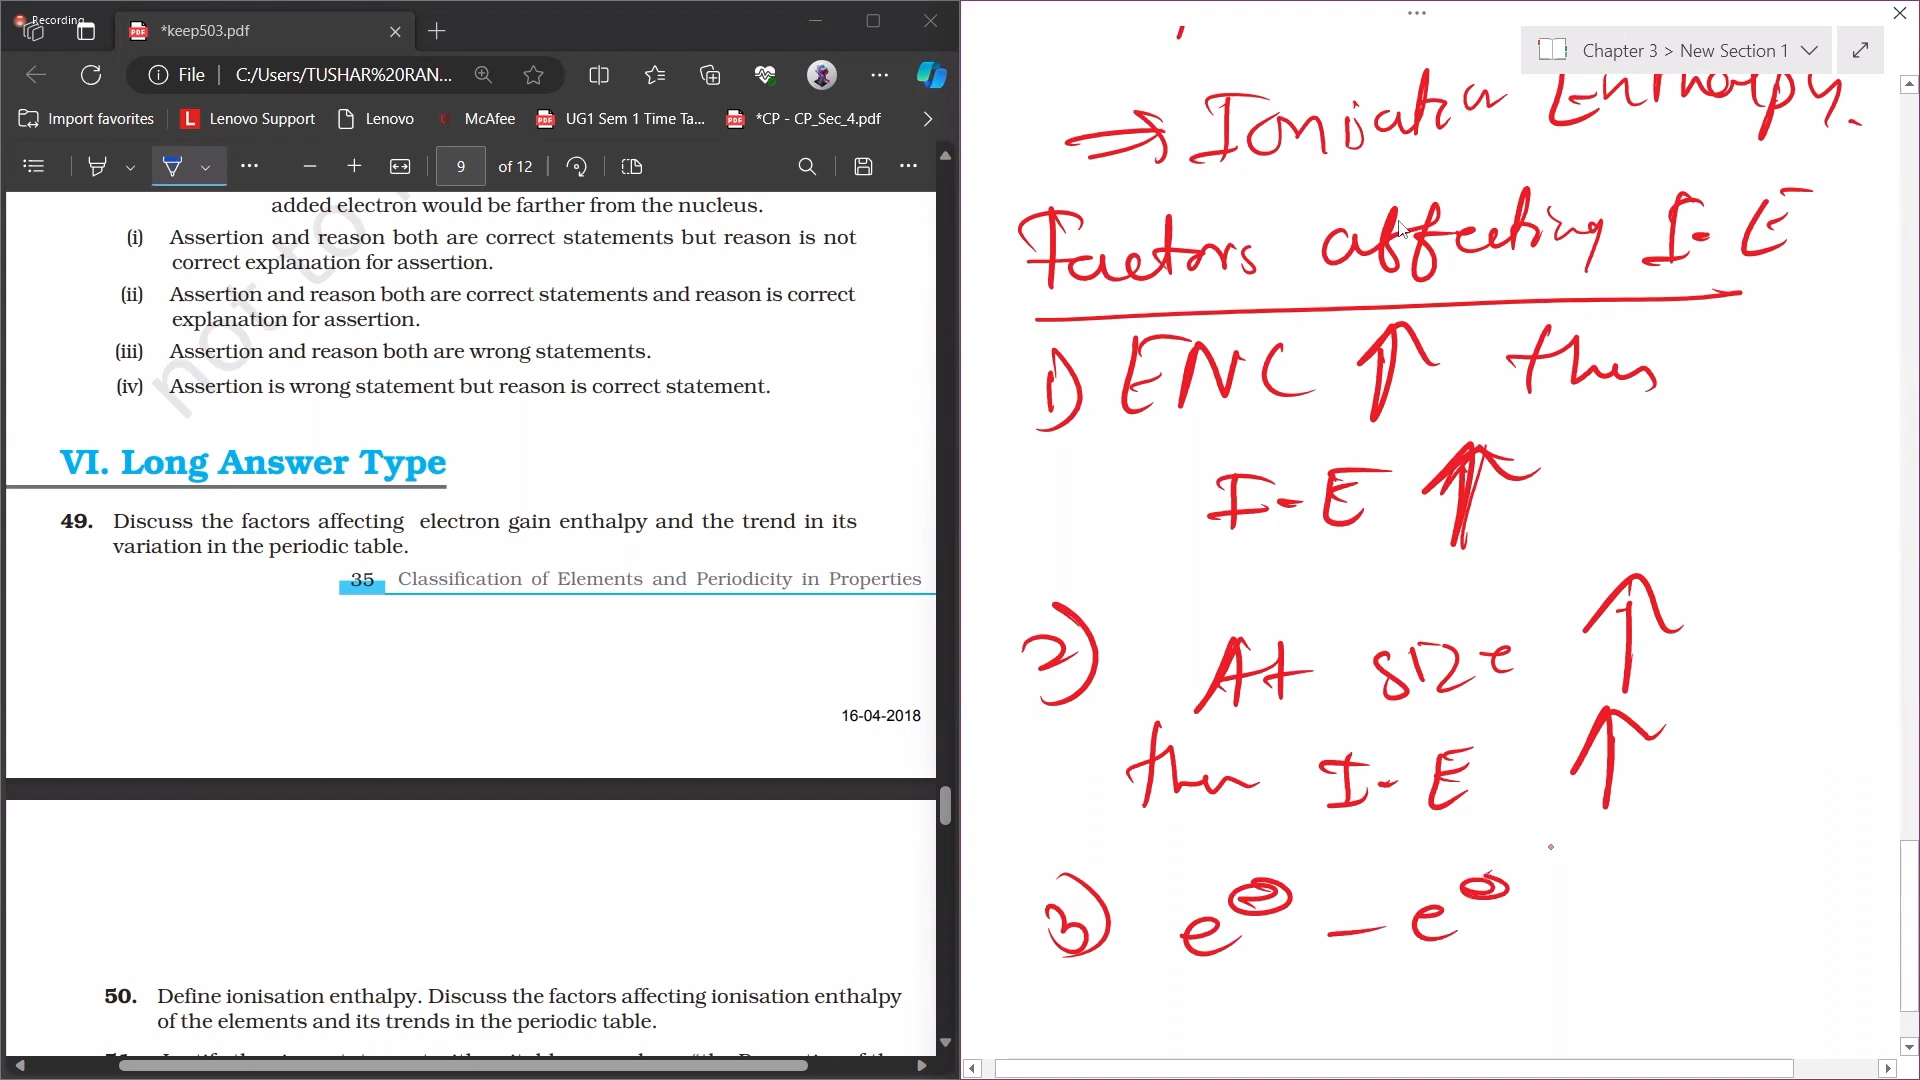 Recording
*keep503.pdf
File
C:/Users/TUSHAR%20RAN...
Import favorites
Lenovo Support
Lenovo
McAfee
UG1 Sem 1 Time Ta...
*CP - CP_Sec_4.pdf
9
of 12
added electron would be farther from the nucleus.
(i) Assertion and reason both are correct statements but reason is not
correct explanation for assertion.
(ii) Assertion and reason both are correct statements and reason is correct
explanation for assertion.
(iii) Assertion and reason both are wrong statements.
(iv) Assertion is wrong statement but reason is correct statement.
not to
VI. Long Answer Type
49. Discuss the factors affecting electron gain enthalpy and the trend in its
variation in the periodic table.
35 Classification of Elements and Periodicity in Properties
16-04-2018
50. Define ionisation enthalpy. Discuss the factors affecting ionisation enthalpy
of the elements and its trends in the periodic table.
Chapter 3 > New Section 1
→ Enthalpy.
Factors affecting I-E
1) ENC ↑ then
I-E ↑
2) At size ↑
then I-E ↑
3) e⊖ – e⊖